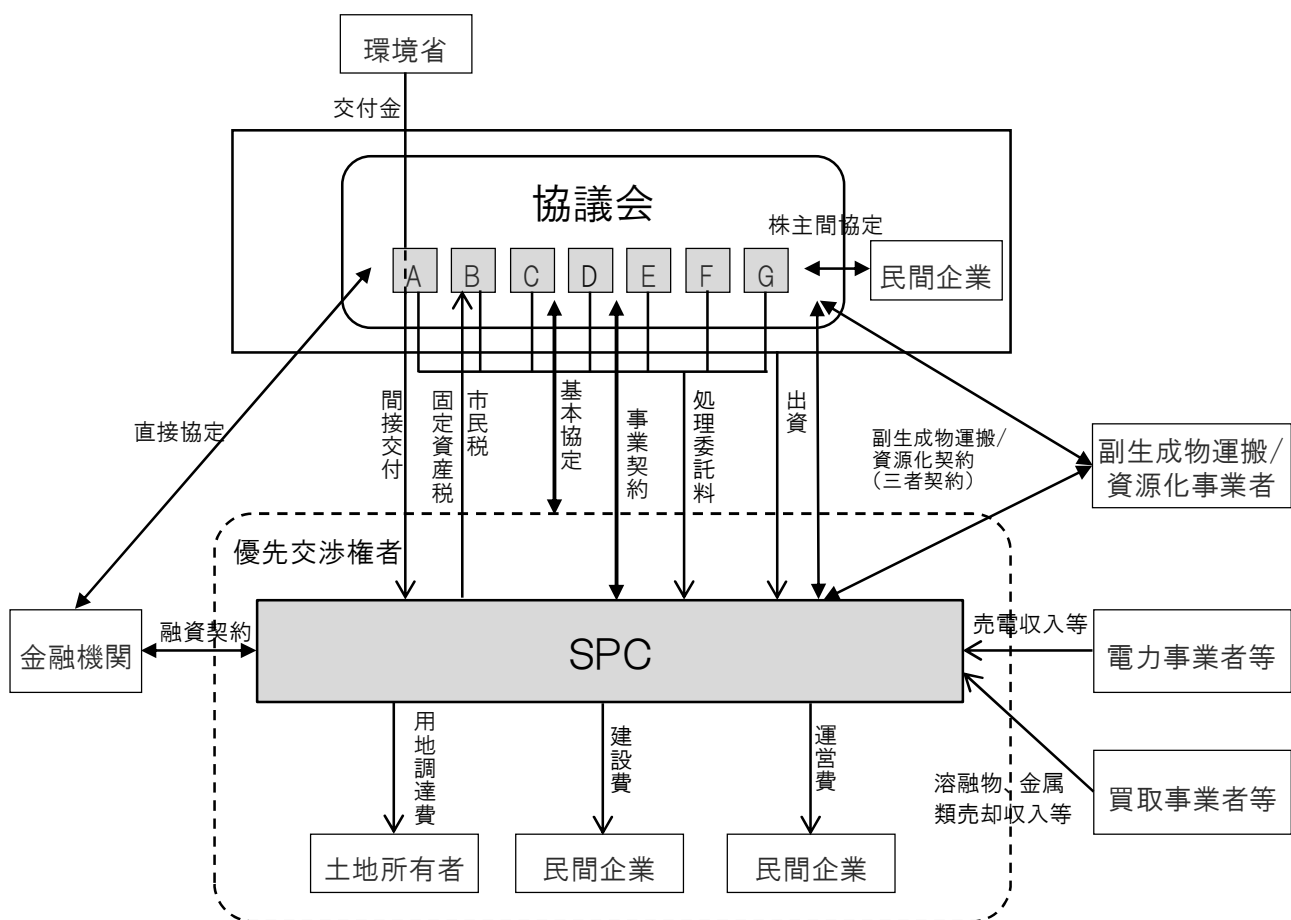 環境省
交付金
協議会
株主間協定
A
B
C
D
E
F
G
民間企業
直接協定
間接交付
固定資産税
市民税
基本協定
事業契約
処理委託料
出資
副生成物運搬/
資源化契約
(三者契約)
副生成物運搬/
資源化事業者
優先交渉権者
金融機関
融資契約
SPC
売電収入等
電力事業者等
用地調達費
建設費
運営費
溶融物、金属
類売却収入等
買取事業者等
土地所有者
民間企業
民間企業